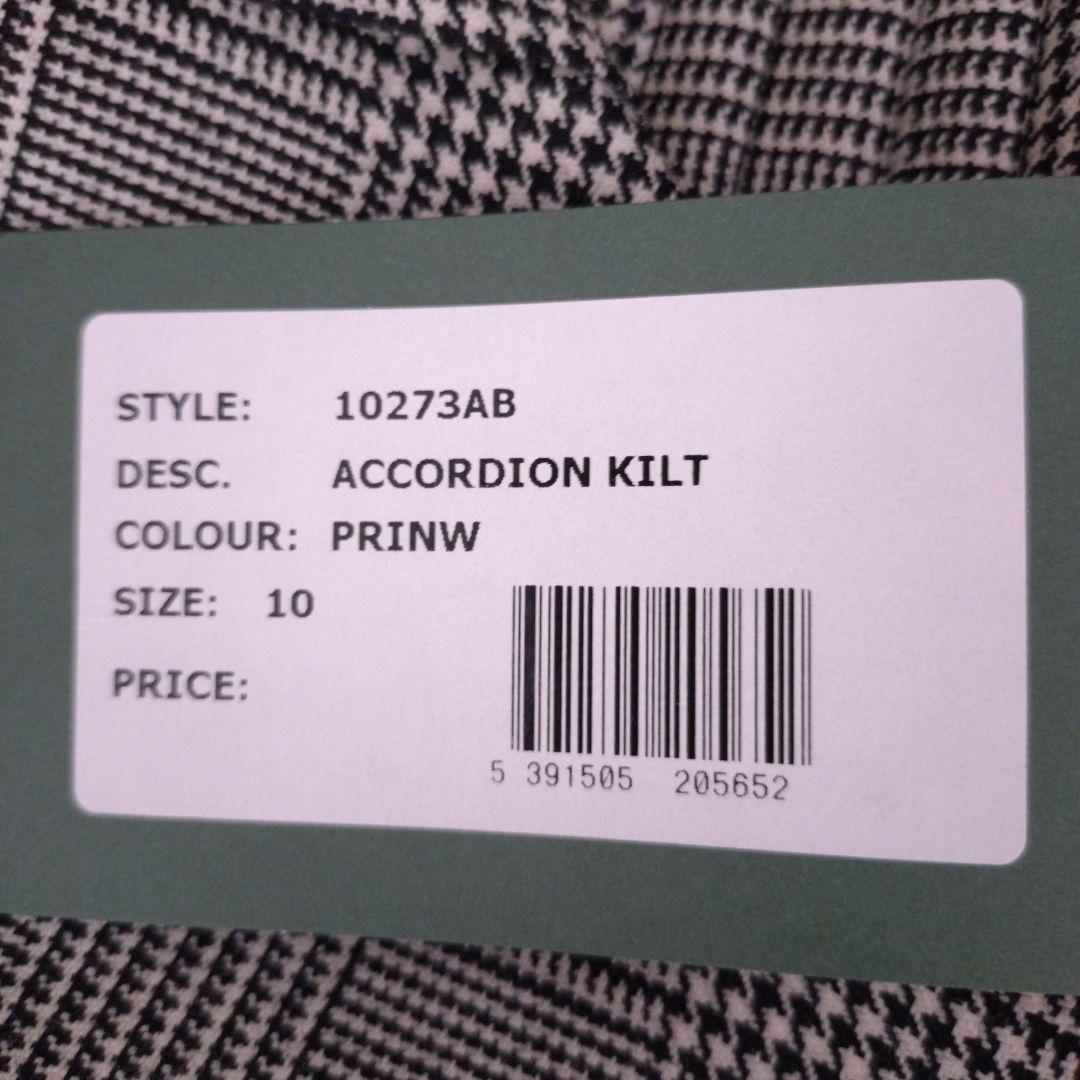 STYLE: 10273AB
DESC. ACCORDION KILT
COLOUR: PRINW
SIZE: 10
PRICE:
5 391505 205652